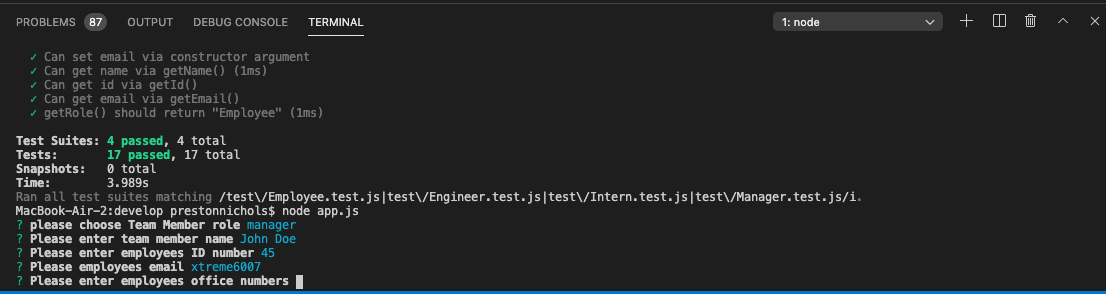 PROBLEMS 87 OUTPUT DEBUG CONSOLE TERMINAL 1: node
✓ Can set email via constructor argument
✓ Can get name via getName() (1ms)
✓ Can get id via getId()
✓ Can get email via getEmail()
✓ getRole() should return "Employee" (1ms)
Test Suites: 4 passed, 4 total
Tests: 17 passed, 17 total
Snapshots: 0 total
Time: 3.989s
Ran all test suites matching /test\/Employee.test.js|test\/Engineer.test.js|test\/Intern.test.js|test\/Manager.test.js/i.
MacBook-Air-2:develop prestonnichols$ node app.js
? please choose Team Member role manager
? Please enter team member name John Doe
? Please enter employees ID number 45
? Please employees email xtreme6007
? Please enter employees office numbers